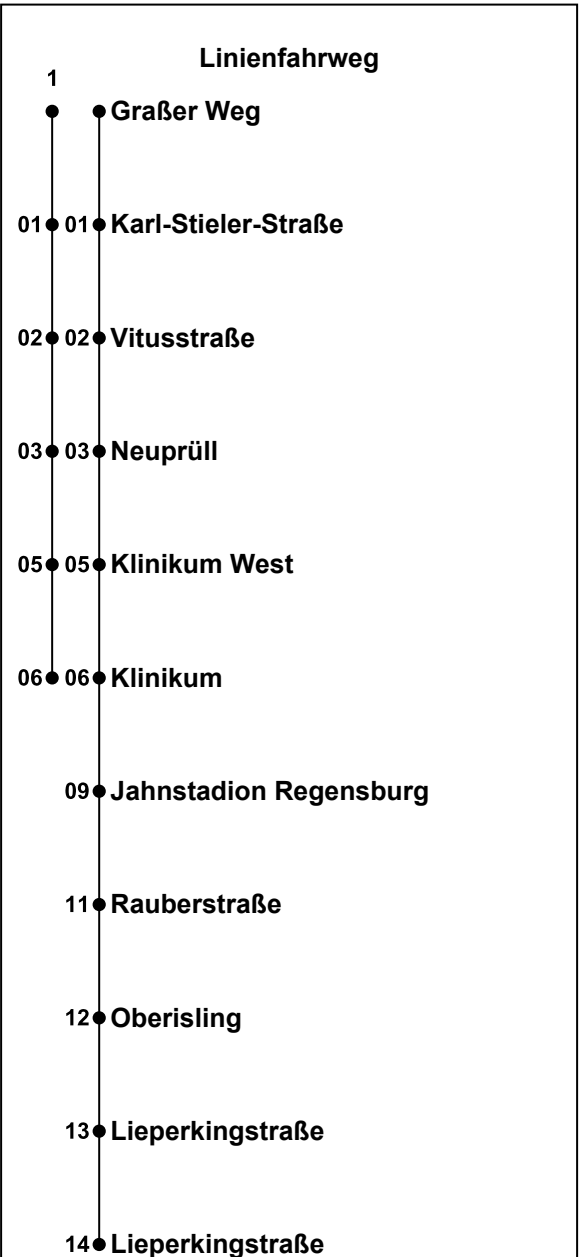 Linienfahrweg
1
Graßer Weg
01 01 Karl-Stieler-Straße
02 02 Vitusstraße
03 03 Neuprüll
05 05 Klinikum West
06 06 Klinikum
09 Jahnstadion Regensburg
11 Rauberstraße
12 Oberisling
13 Lieperkingstraße
14 Lieperkingstraße